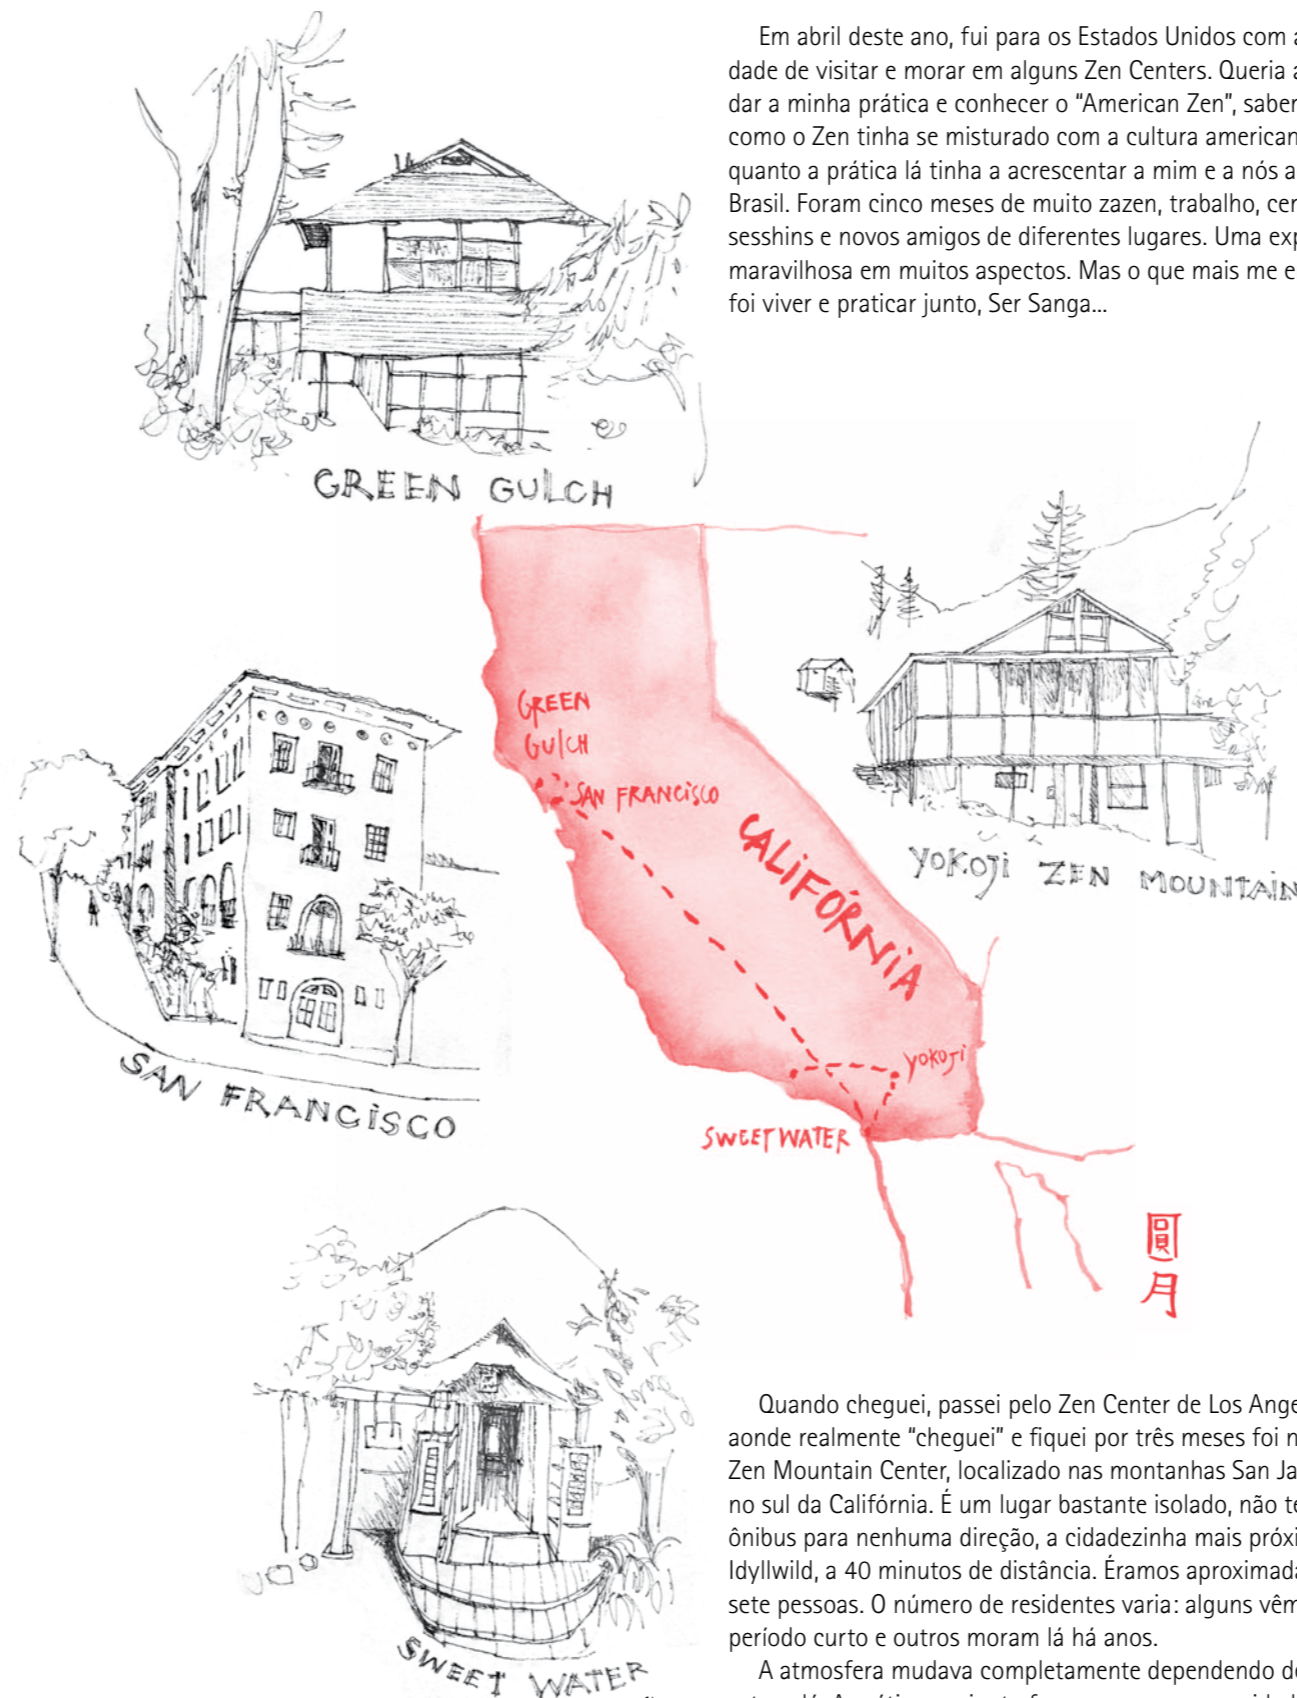 Em abril deste ano, fui para os Estados Unidos com a
dade de visitar e morar em alguns Zen Centers. Queria a
dar a minha prática e conhecer o "American Zen", saber
como o Zen tinha se misturado com a cultura american
quanto a prática lá tinha a acrescentar a mim e a nós a
Brasil. Foram cinco meses de muito zazen, trabalho, cer
sesshins e novos amigos de diferentes lugares. Uma exp
maravilhosa em muitos aspectos. Mas o que mais me e
foi viver e praticar junto, Ser Sanga...
GREEN GULCH
GREEN
GULCH
SAN FRANCISCO
CALIFÓRNIA
YOKOJI
SWEET WATER
YOKOJI ZEN MOUNTAIN
SAN FRANCISCO
圓
月
SWEET WATER
Quando cheguei, passei pelo Zen Center de Los Ange
aonde realmente "cheguei" e fiquei por três meses foi n
Zen Mountain Center, localizado nas montanhas San Ja
no sul da Califórnia. É um lugar bastante isolado, não te
ônibus para nenhuma direção, a cidadezinha mais próxi
Idyllwild, a 40 minutos de distância. Éramos aproximada
sete pessoas. O número de residentes varia: alguns vêm
período curto e outros moram lá há anos.
A atmosfera mudava completamente dependendo de